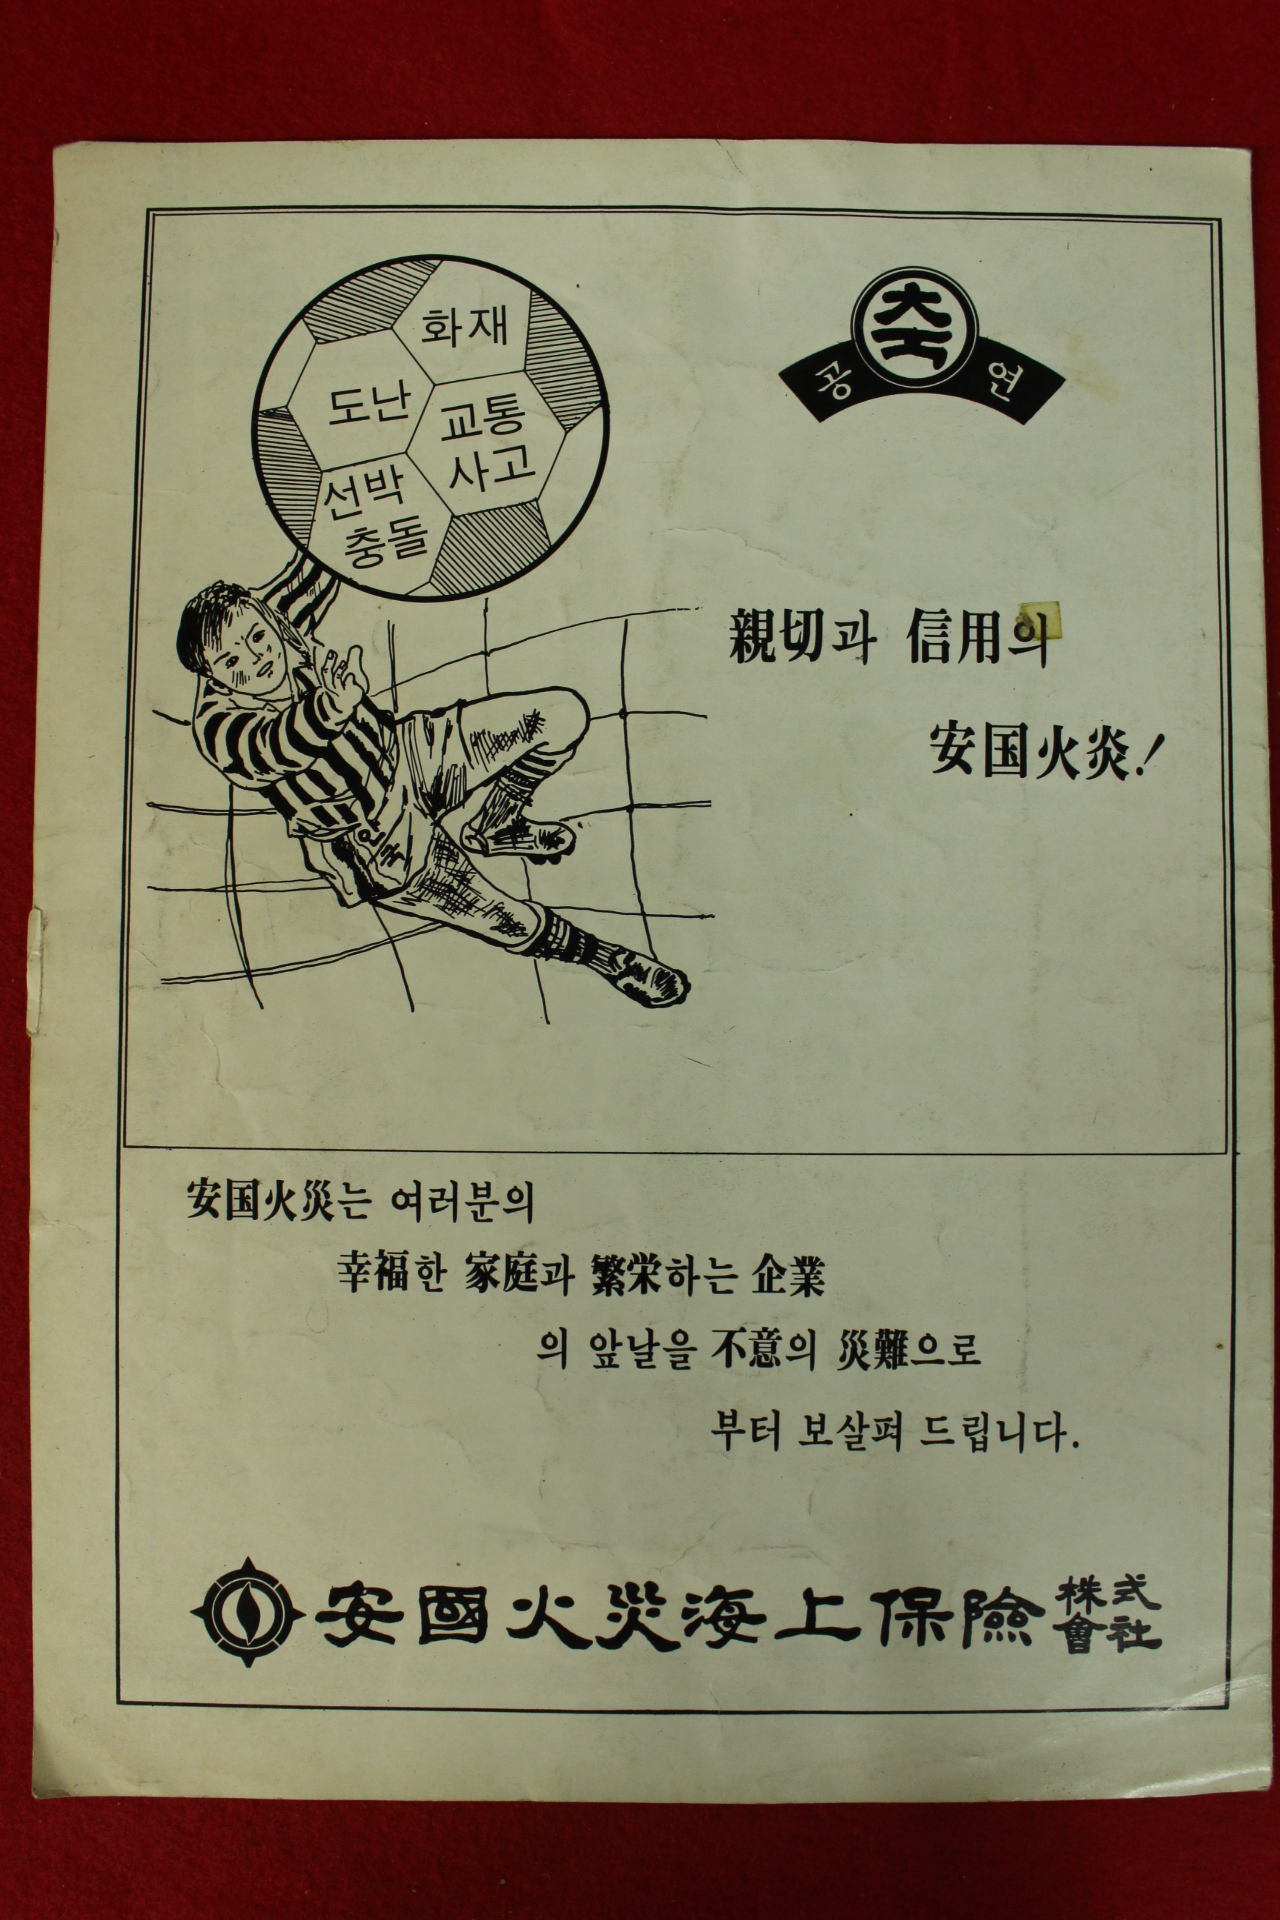 화재
도난
교통
사고
선박
충돌
축
공 연
親切과 信用의
安国火炎!
안국
安国火災는 여러분의
幸福한 家庭과 繁栄하는 企業
의 앞날을 不意의 災難으로
부터 보살펴 드립니다.
安國火災海上保險株式會社